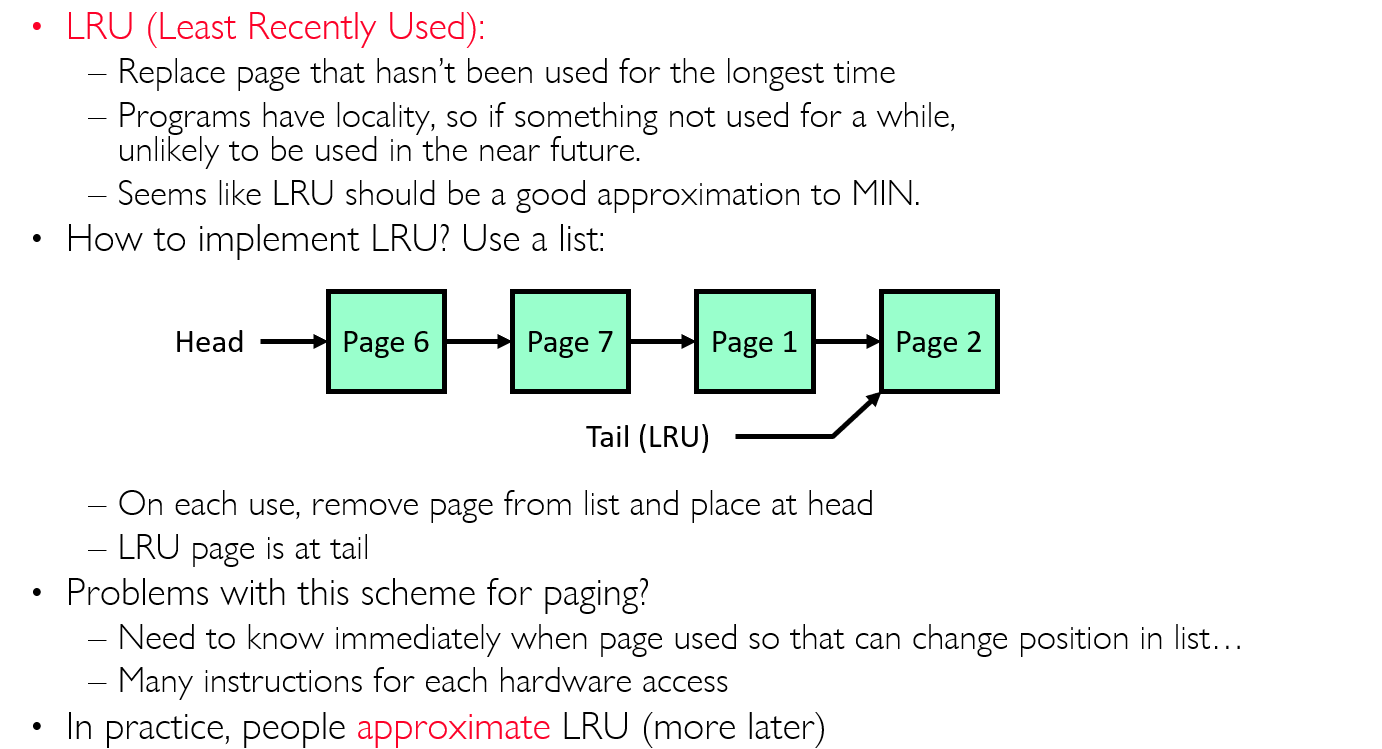 • LRU (Least Recently Used):
– Replace page that hasn’t been used for the longest time
– Programs have locality, so if something not used for a while,
unlikely to be used in the near future.
– Seems like LRU should be a good approximation to MIN.
• How to implement LRU? Use a list:
Head Page 6 Page 7 Page 1 Page 2
Tail (LRU)
– On each use, remove page from list and place at head
– LRU page is at tail
• Problems with this scheme for paging?
– Need to know immediately when page used so that can change position in list…
– Many instructions for each hardware access
• In practice, people approximate LRU (more later)